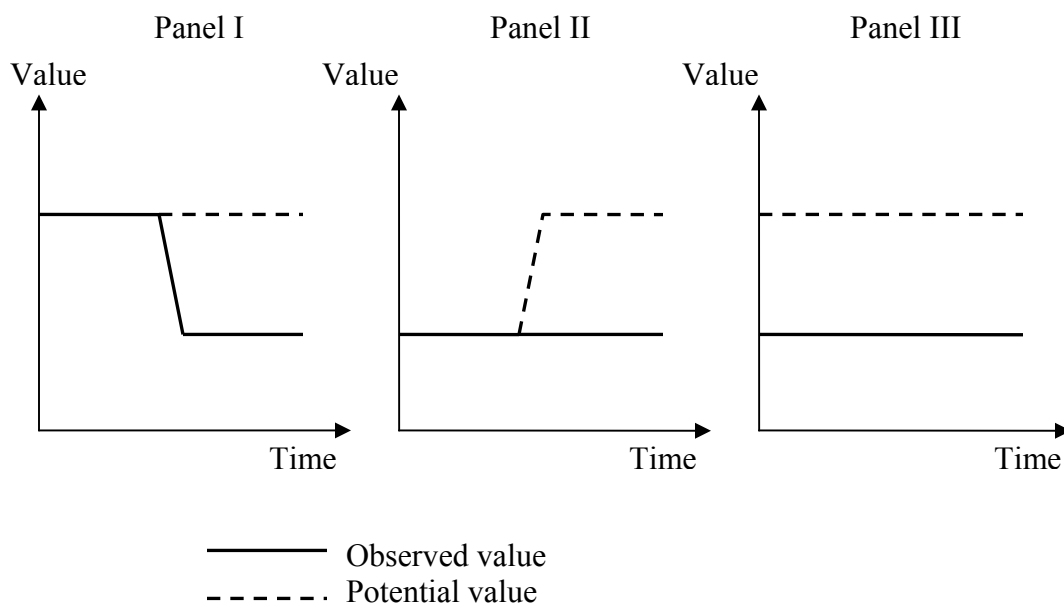 Panel I Panel II Panel III
Value Value Value
Time Time Time
Observed value
Potential value